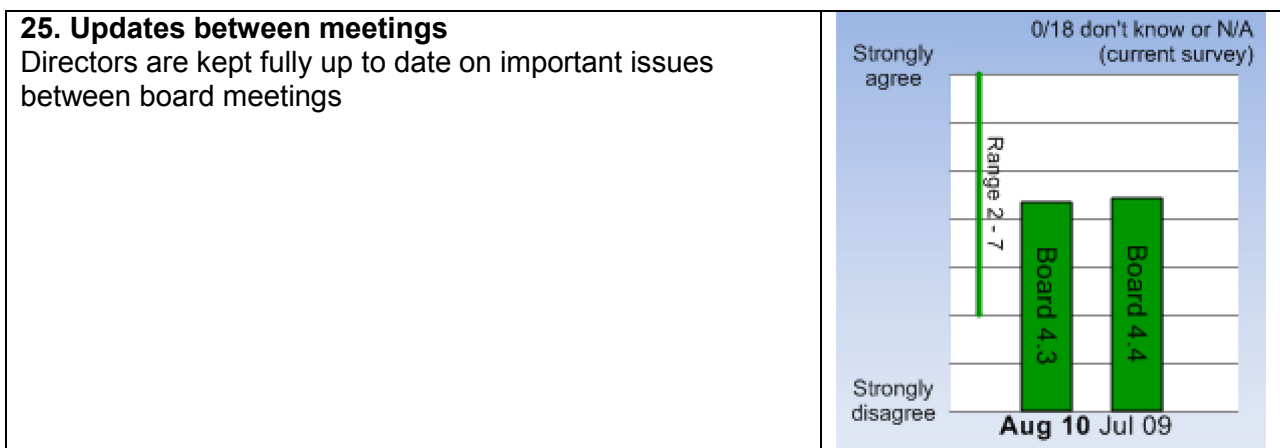 25. Updates between meetings
Directors are kept fully up to date on important issues
between board meetings
0/18 don't know or N/A
(current survey)
Strongly
agree
Range 2 - 7
Board 4.3
Board 4.4
Strongly
disagree
Aug 10 Jul 09